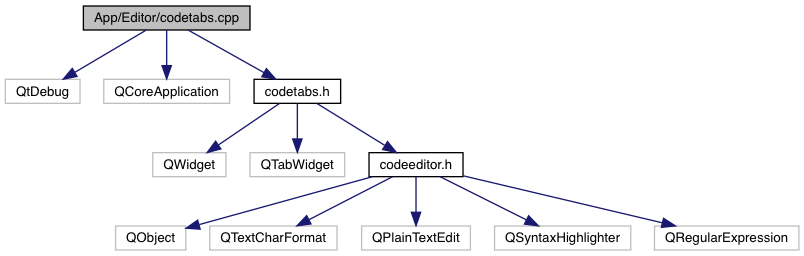 App/Editor/codetabs.cpp
QtDebug
QCoreApplication
codetabs.h
QWidget
QTabWidget
codeeditor.h
QObject
QTextCharFormat
QPlainTextEdit
QSyntaxHighlighter
QRegularExpression